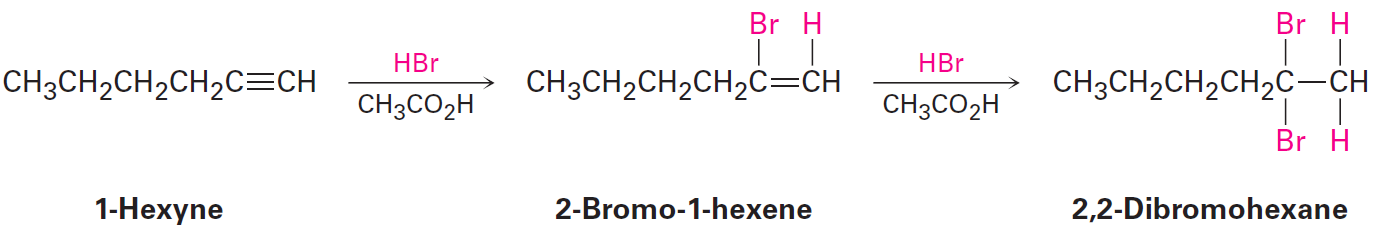 Br H Br H
HBr HBr
CH₃CH₂CH₂CH₂C≡CH CH₃CH₂CH₂CH₂C=CH CH₃CH₂CH₂CH₂C—CH
CH₃CO₂H CH₃CO₂H
Br H
1-Hexyne 2-Bromo-1-hexene 2,2-Dibromohexane